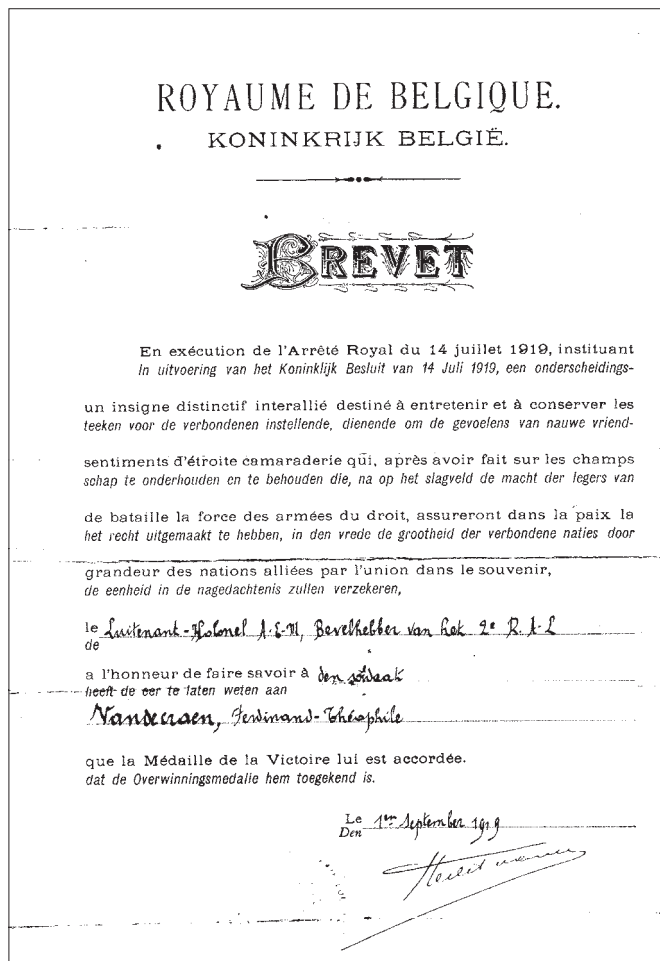 ROYAUME DE BELGIQUE.
KONINKRIJK BELGIË.
BREVET
En exécution de l'Arrêté Royal du 14 juillet 1919, instituant
In uitvoering van het Koninklijk Besluit van 14 Juli 1919, een onderscheidings-
un insigne distinctif interallié destiné à entretenir et à conserver les
teeken voor de verbondenen instellende, dienende om de gevoelens van nauwe vriend-
sentiments d'étroite camaraderie qui, après avoir fait sur les champs
schap te onderhouden en te behouden die, na op het slagveld de macht der legers van
de bataille la force des armées du droit, assureront dans la paix la
het recht uitgemaakt te hebben, in den vrede de grootheid der verbondene naties door
grandeur des nations alliées par l'union dans le souvenir,
de eenheid in de nagedachtenis zullen verzekeren,
le Luitenant-Kolonel A.E.M, Bevelhebber van het 2e R.A.L
de
a l'honneur de faire savoir à den soldaat
heeft de eer te laten weten aan
Vandecraen, Ferdinand-Théophile
que la Médaille de la Victoire lui est accordée.
dat de Overwinningsmedalie hem toegekend is.
Le 1en September 1919
Den